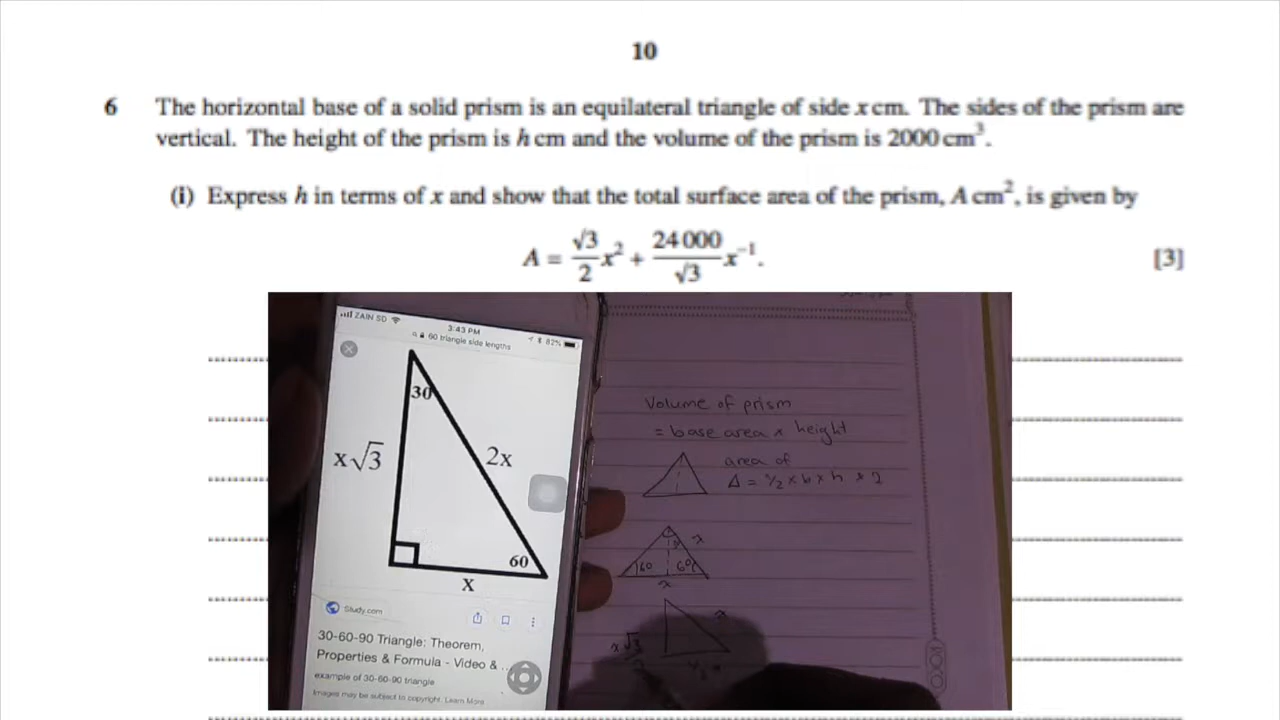 10
6 The horizontal base of a solid prism is an equilateral triangle of side x cm. The sides of the prism are
vertical. The height of the prism is h cm and the volume of the prism is 2000 cm³.
(i) Express h in terms of x and show that the total surface area of the prism, A cm², is given by
A = √3/2 x² + 24 000/√3 x⁻¹. [3]
ZAIN SD 3:43 PM 82%
60 triangle side lengths
30
x√3
2x
60
x
Study.com
30-60-90 Triangle: Theorem,
Properties & Formula - Video & ...
example of 30-60-90 triangle
Images may be subject to copyright. Learn More
Volume of prism
= base area × height
area of
Δ = ½ × b × h × 2
x
60 60
x
x
x√3